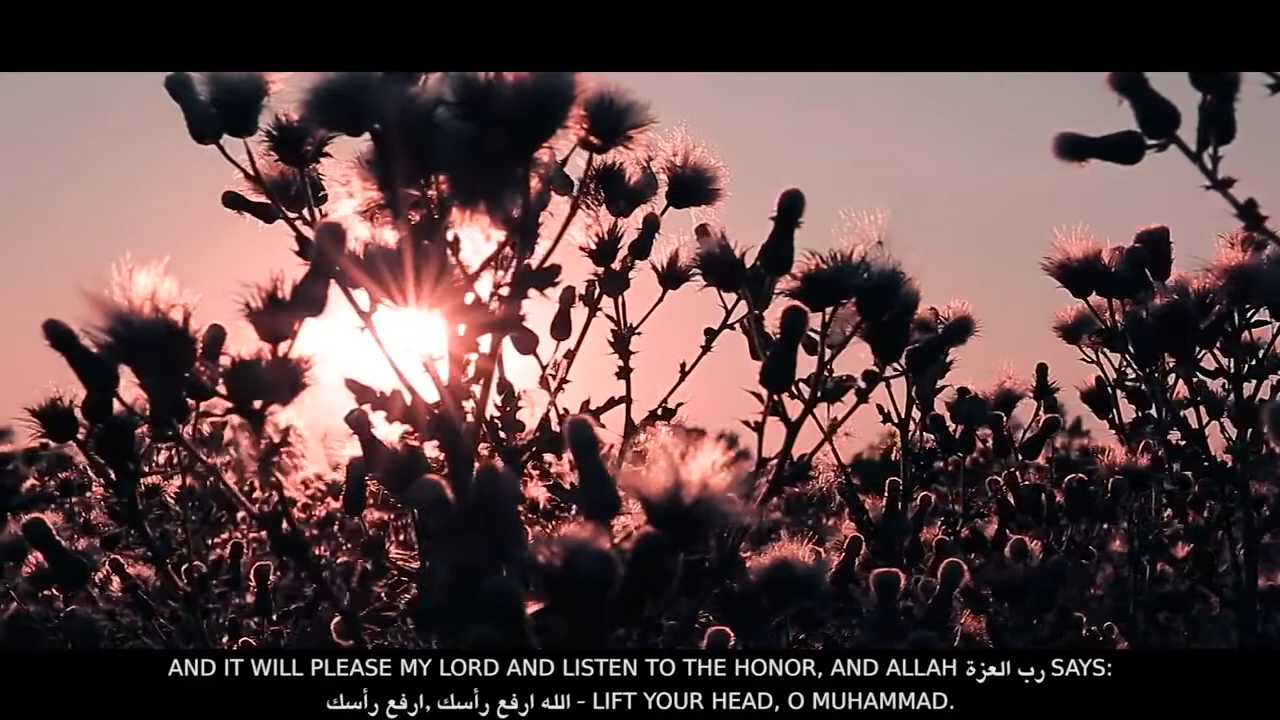 AND IT WILL PLEASE MY LORD AND LISTEN TO THE HONOR, AND ALLAH رب العزة SAYS:
الله ارفع رأسك ,ارفع رأسك - LIFT YOUR HEAD, O MUHAMMAD.